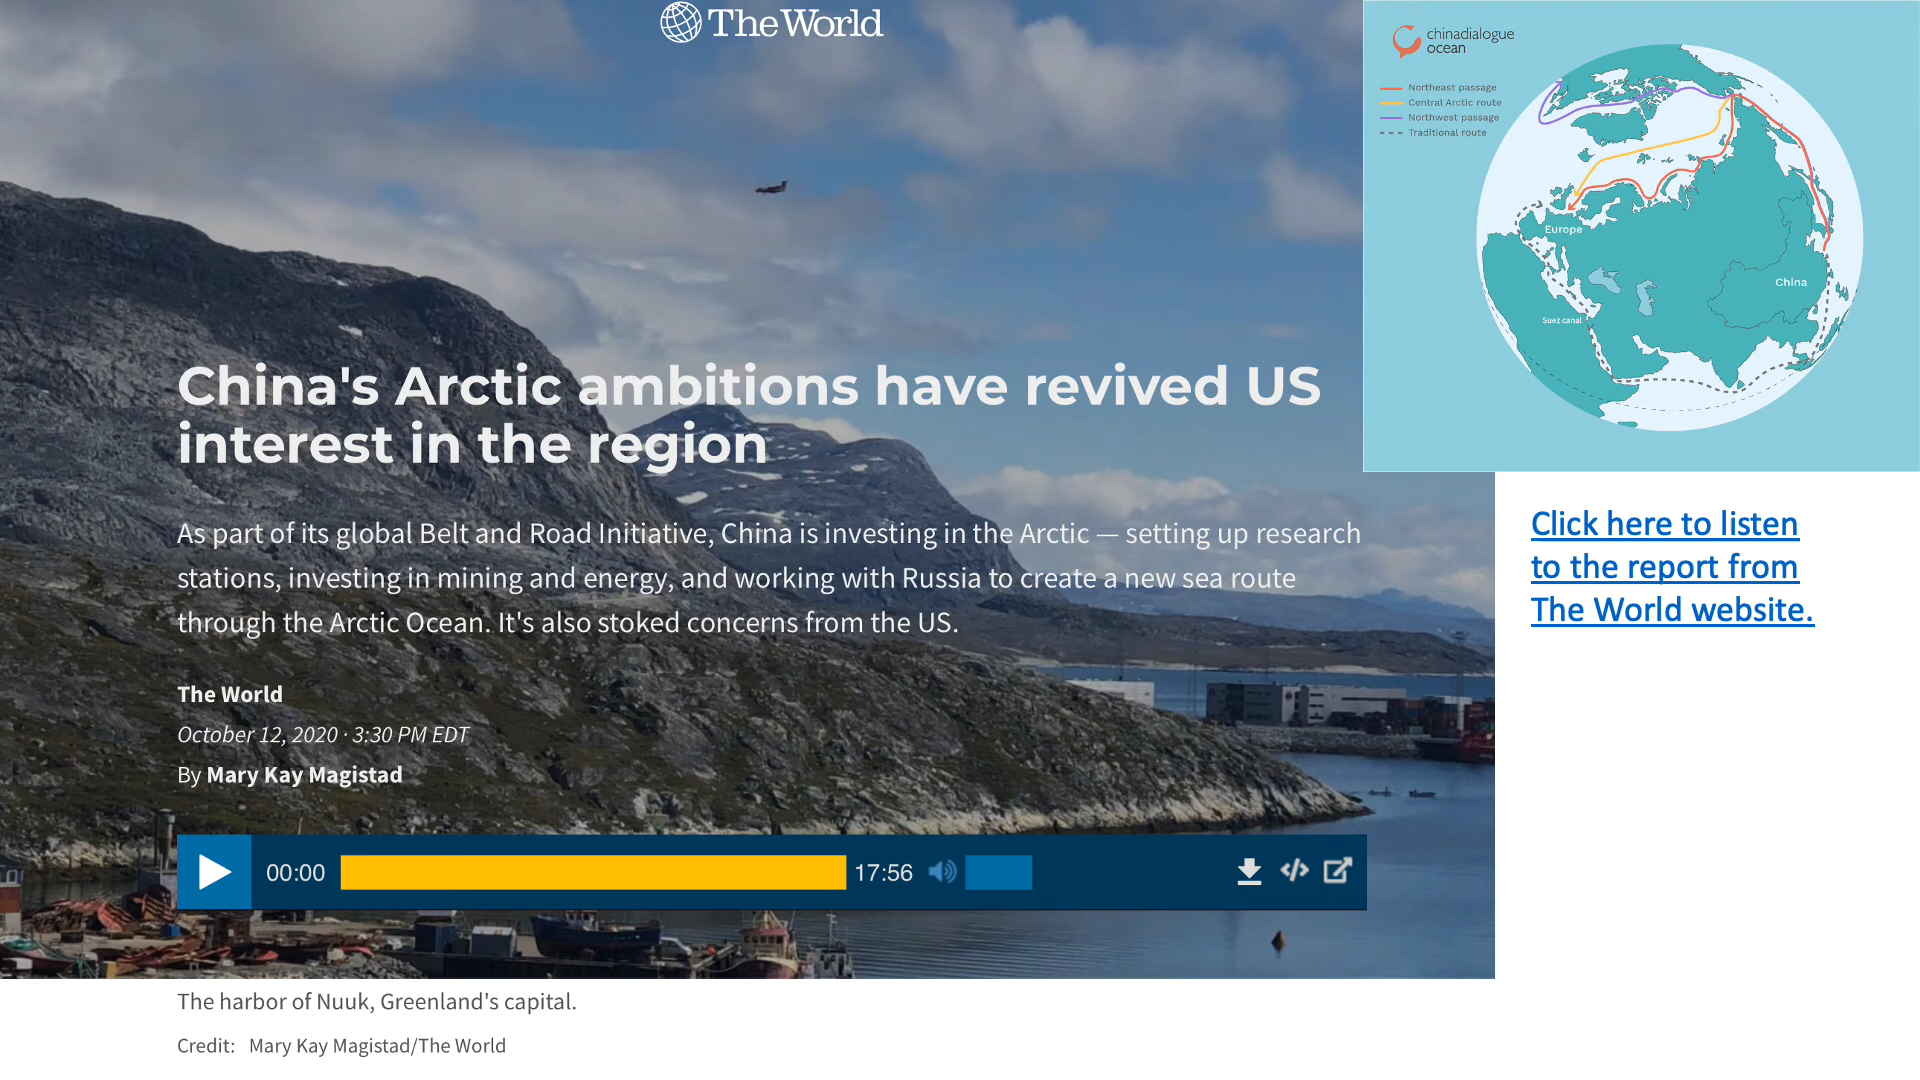 The World
China's Arctic ambitions have revived US
interest in the region
As part of its global Belt and Road Initiative, China is investing in the Arctic — setting up research
stations, investing in mining and energy, and working with Russia to create a new sea route
through the Arctic Ocean. It's also stoked concerns from the US.
The World
October 12, 2020 · 3:30 PM EDT
By Mary Kay Magistad
00:00
17:56
The harbor of Nuuk, Greenland's capital.
Credit: Mary Kay Magistad/The World
chinadialogue
ocean
Northeast passage
Central Arctic route
Northwest passage
Traditional route
Europe
China
Suez canal
Click here to listen
to the report from
The World website.